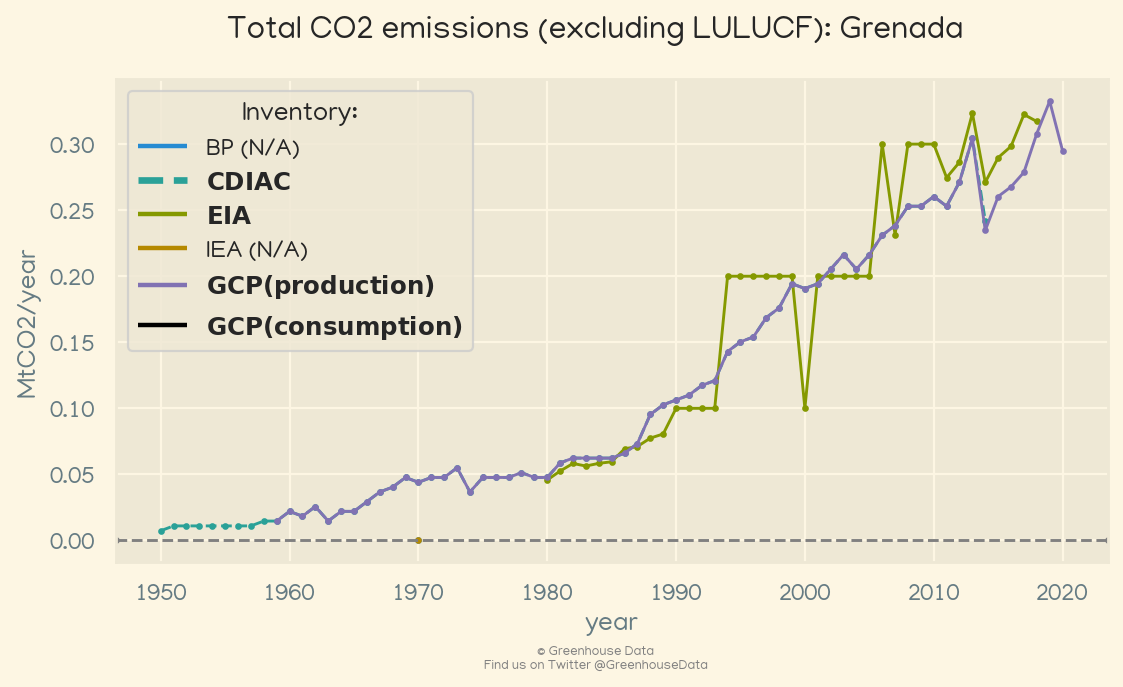 Total CO2 emissions (excluding LULUCF): Grenada
Inventory:
BP (N/A)
CDIAC
EIA
IEA (N/A)
GCP(production)
GCP(consumption)
MtCO2/year
0.30
0.25
0.20
0.15
0.10
0.05
0.00
1950 1960 1970 1980 1990 2000 2010 2020
year
© Greenhouse Data
Find us on Twitter @GreenhouseData